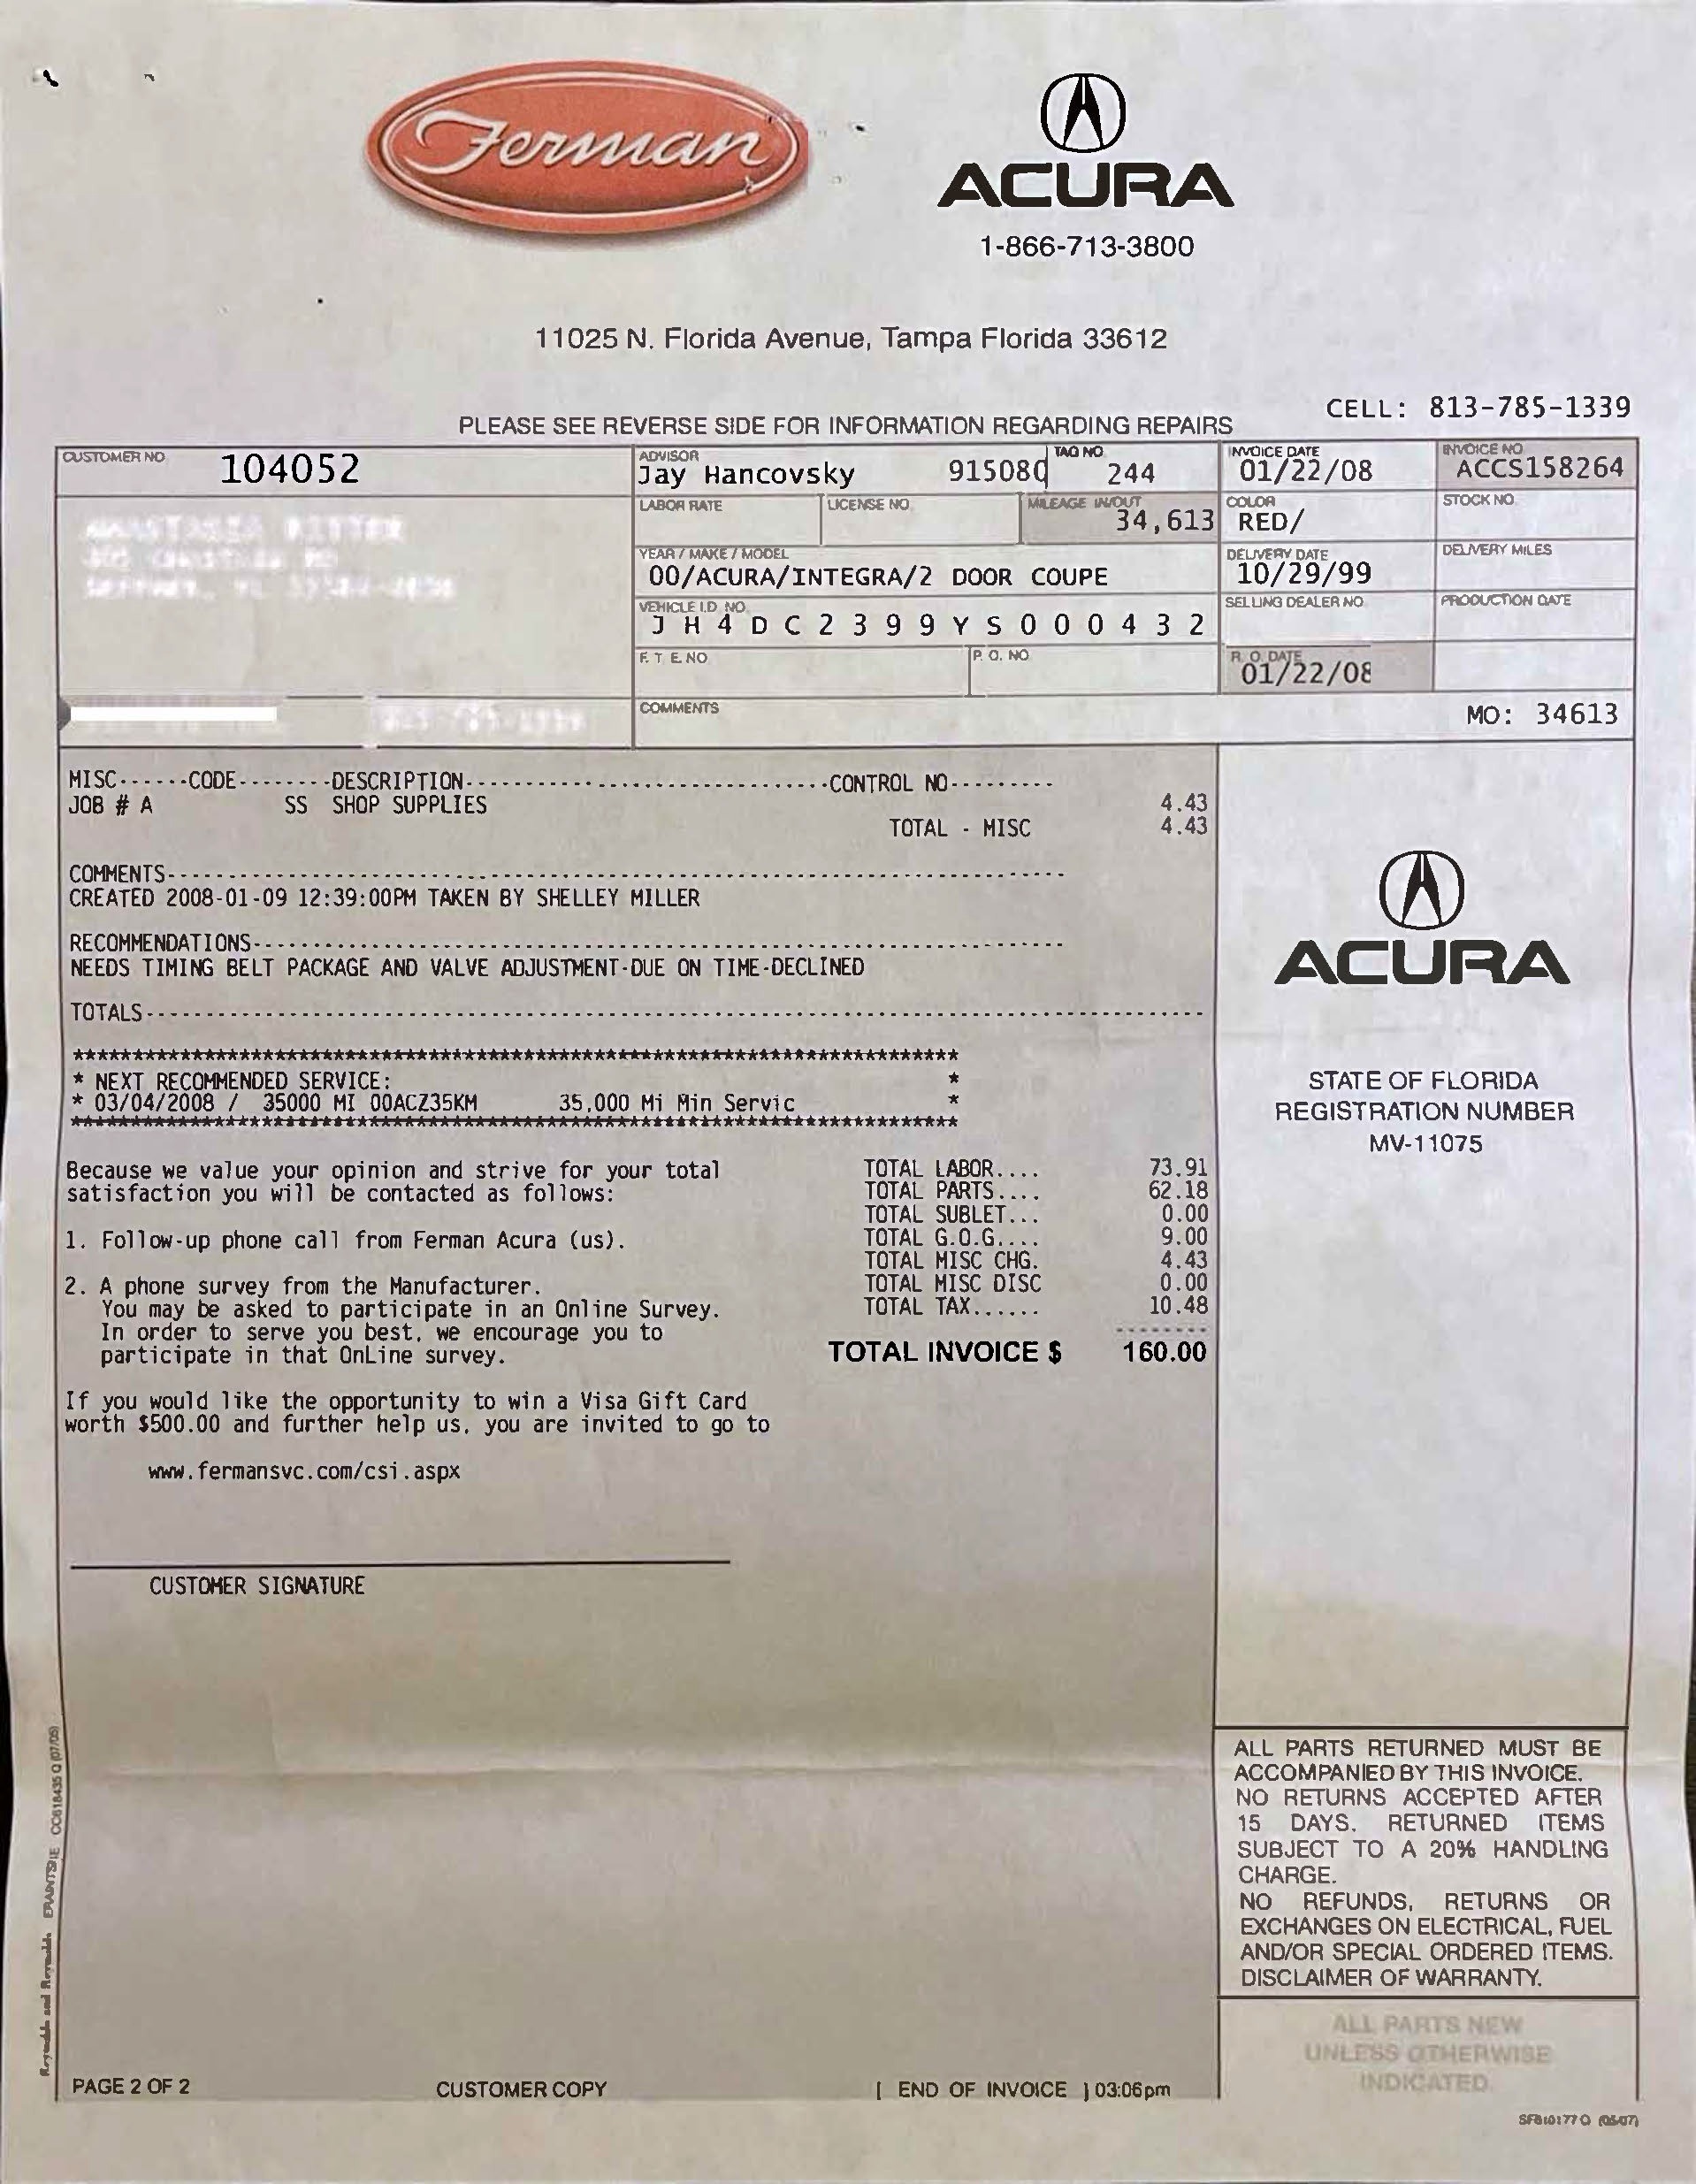 Ferman
ACURA
1-866-713-3800
11025 N. Florida Avenue, Tampa Florida 33612
CELL: 813-785-1339
PLEASE SEE REVERSE SIDE FOR INFORMATION REGARDING REPAIRS
CUSTOMER NO. 104052
ADVISOR Jay Hancovsky 91508
TAG NO. 244
INVOICE DATE 01/22/08
INVOICE NO. ACCS158264
LABOR RATE
LICENSE NO.
MILEAGE IN/OUT 34,613
COLOR RED/
STOCK NO.
YEAR / MAKE / MODEL 00/ACURA/INTEGRA/2 DOOR COUPE
DELIVERY DATE 10/29/99
DELIVERY MILES
VEHICLE I.D. NO. J H 4 D C 2 3 9 9 Y S 0 0 0 4 3 2
SELLING DEALER NO.
PRODUCTION DATE
F. T. E. NO.
P. O. NO.
R. O. DATE 01/22/08
COMMENTS
MO: 34613
MISC------CODE--------DESCRIPTION------------------------------CONTROL NO---------
JOB # A SS SHOP SUPPLIES 4.43
TOTAL - MISC 4.43
COMMENTS---------------------------------------------------------------------------
CREATED 2008-01-09 12:39:00PM TAKEN BY SHELLEY MILLER
RECOMMENDATIONS--------------------------------------------------------------------
NEEDS TIMING BELT PACKAGE AND VALVE ADJUSTMENT-DUE ON TIME-DECLINED
TOTALS-----------------------------------------------------------------------------
*************************************************************************
* NEXT RECOMMENDED SERVICE: *
* 03/04/2008 / 35000 MI 00ACZ35KM 35,000 Mi Min Servic *
*************************************************************************
Because we value your opinion and strive for your total
satisfaction you will be contacted as follows:
1. Follow-up phone call from Ferman Acura (us).
2. A phone survey from the Manufacturer.
You may be asked to participate in an Online Survey.
In order to serve you best, we encourage you to
participate in that OnLine survey.
If you would like the opportunity to win a Visa Gift Card
worth $500.00 and further help us, you are invited to go to
www.fermansvc.com/csi.aspx
TOTAL LABOR.... 73.91
TOTAL PARTS.... 62.18
TOTAL SUBLET... 0.00
TOTAL G.O.G.... 9.00
TOTAL MISC CHG. 4.43
TOTAL MISC DISC 0.00
TOTAL TAX...... 10.48
--------
TOTAL INVOICE $ 160.00
CUSTOMER SIGNATURE
ACURA
STATE OF FLORIDA
REGISTRATION NUMBER
MV-11075
ALL PARTS RETURNED MUST BE
ACCOMPANIED BY THIS INVOICE.
NO RETURNS ACCEPTED AFTER
15 DAYS. RETURNED ITEMS
SUBJECT TO A 20% HANDLING
CHARGE.
NO REFUNDS, RETURNS OR
EXCHANGES ON ELECTRICAL, FUEL
AND/OR SPECIAL ORDERED ITEMS.
DISCLAIMER OF WARRANTY.
ALL PARTS NEW
UNLESS OTHERWISE
INDICATED
PAGE 2 OF 2
CUSTOMER COPY
[ END OF INVOICE ] 03:06pm
Reynolds and Reynolds